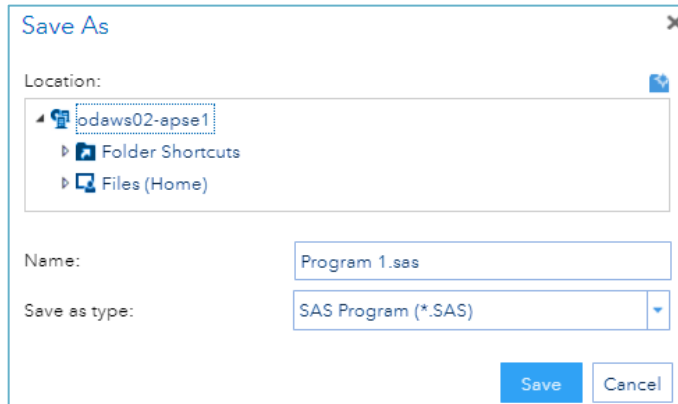 Save As
Location:
odaws02-apse1
Folder Shortcuts
Files (Home)
Name: Program 1.sas
Save as type: SAS Program (*.SAS)
Save Cancel